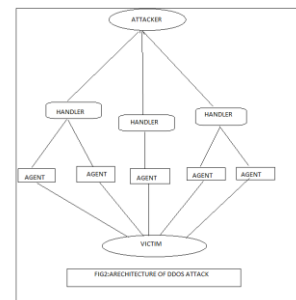 ATTACKER
HANDLER
HANDLER
HANDLER
AGENT
AGENT
AGENT
AGENT
AGENT
VICTIM
FIG2:ARECHITECTURE OF DDOS ATTACK